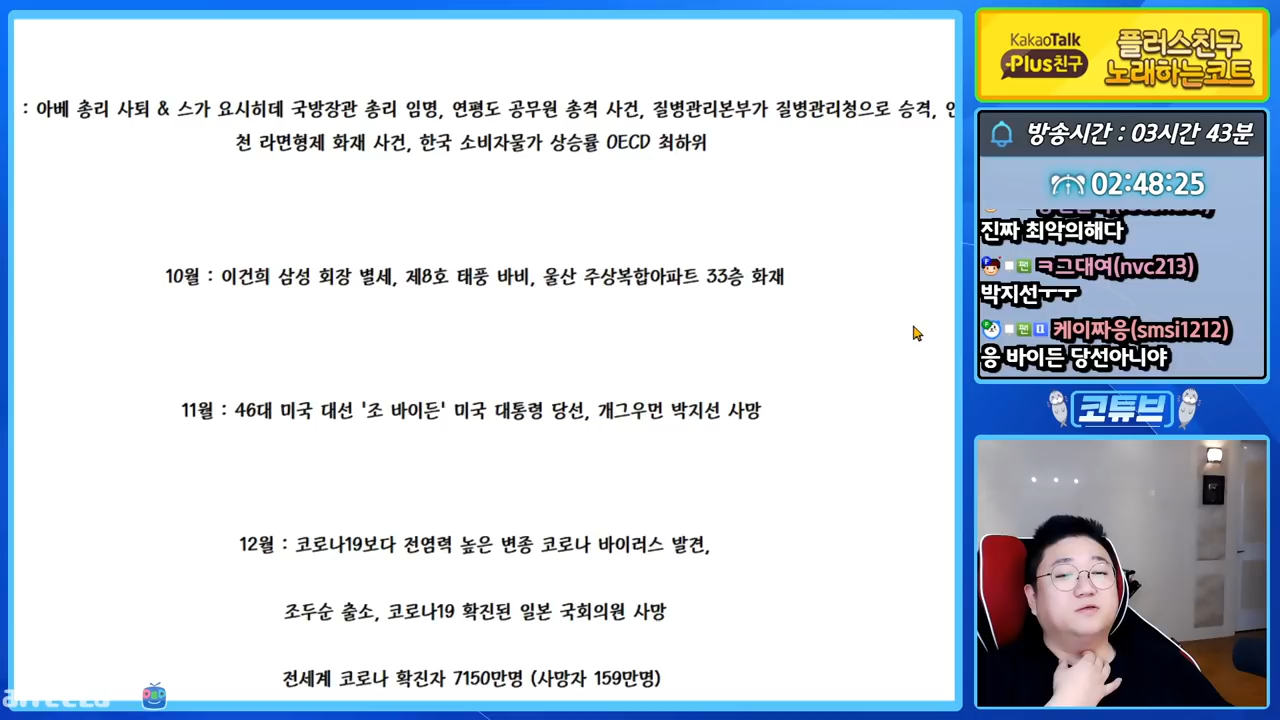 : 아베 총리 사퇴 & 스가 요시히데 국방장관 총리 임명, 연평도 공무원 총격 사건, 질병관리본부가 질병관리청으로 승격, 인
천 라면형제 화재 사건, 한국 소비자물가 상승률 OECD 최하위
10월 : 이건희 삼성 회장 별세, 제8호 태풍 바비, 울산 주상복합아파트 33층 화재
11월 : 46대 미국 대선 '조 바이든' 미국 대통령 당선, 개그우먼 박지선 사망
12월 : 코로나19보다 전염력 높은 변종 코로나 바이러스 발견,
조두순 출소, 코로나19 확진된 일본 국회의원 사망
전세계 코로나 확진자 7150만명 (사망자 159만명)
KakaoTalk
Plus친구
플러스친구
노래하는코트
방송시간 : 03시간 43분
02:48:25
진짜 최악의해다
팬 ㅋ그대여(nvc213)
박지선ㅜㅜ
팬 케이짜응(smsi1212)
응 바이든 당선아니야
코튜브